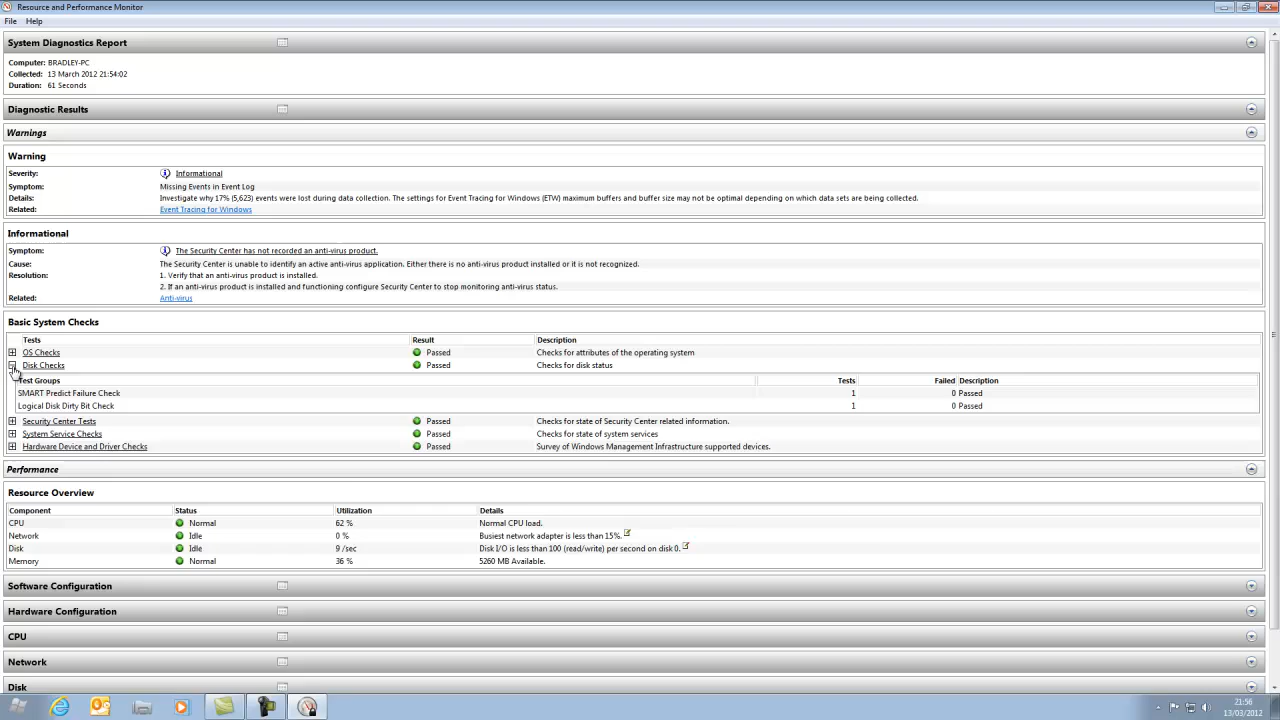 Resource and Performance Monitor
File Help
System Diagnostics Report
Computer: BRADLEY-PC
Collected: 13 March 2012 21:54:02
Duration: 61 Seconds
Diagnostic Results
Warnings
Warning
Severity: Informational
Symptom: Missing Events in Event Log
Details: Investigate why 17% (5,623) events were lost during data collection. The settings for Event Tracing for Windows (ETW) maximum buffers and buffer size may not be optimal depending on which data sets are being collected.
Related: Event Tracing for Windows
Informational
Symptom: The Security Center has not recorded an anti-virus product.
Cause: The Security Center is unable to identify an active anti-virus application. Either there is no anti-virus product installed or it is not recognized.
Resolution: 1. Verify that an anti-virus product is installed.
2. If an anti-virus product is installed and functioning configure Security Center to stop monitoring anti-virus status.
Related: Anti-virus
Basic System Checks
Tests Result Description
OS Checks Passed Checks for attributes of the operating system
Disk Checks Passed Checks for disk status
Test Groups Tests Failed Description
SMART Predict Failure Check 1 0 Passed
Logical Disk Dirty Bit Check 1 0 Passed
Security Center Tests Passed Checks for state of Security Center related information.
System Service Checks Passed Checks for state of system services
Hardware Device and Driver Checks Passed Survey of Windows Management Infrastructure supported devices.
Performance
Resource Overview
Component Status Utilization Details
CPU Normal 62 % Normal CPU load.
Network Idle 0 % Busiest network adapter is less than 15%.
Disk Idle 9 /sec Disk I/O is less than 100 (read/write) per second on disk 0.
Memory Normal 36 % 5260 MB Available.
Software Configuration
Hardware Configuration
CPU
Network
Disk
21:56
13/03/2012